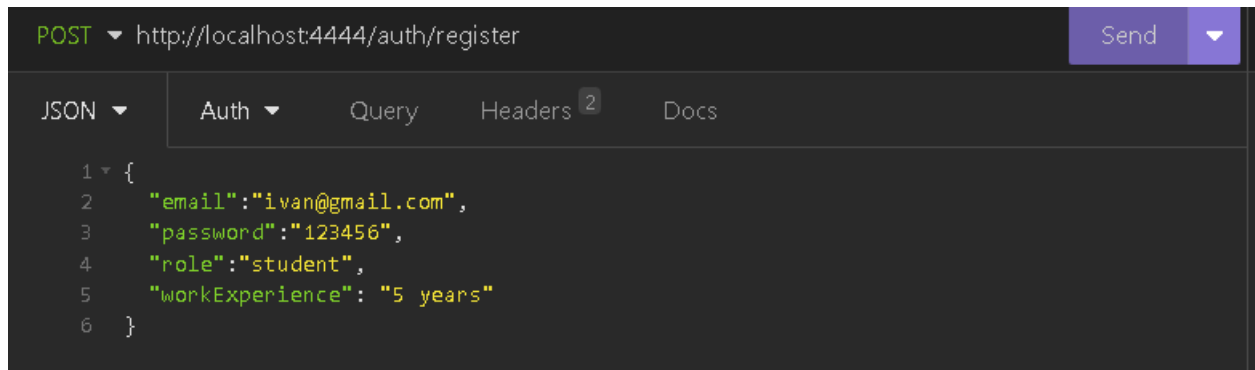 POST http://localhost:4444/auth/register Send
JSON Auth Query Headers 2 Docs
1 {
2 "email":"ivan@gmail.com",
3 "password":"123456",
4 "role":"student",
5 "workExperience": "5 years"
6 }